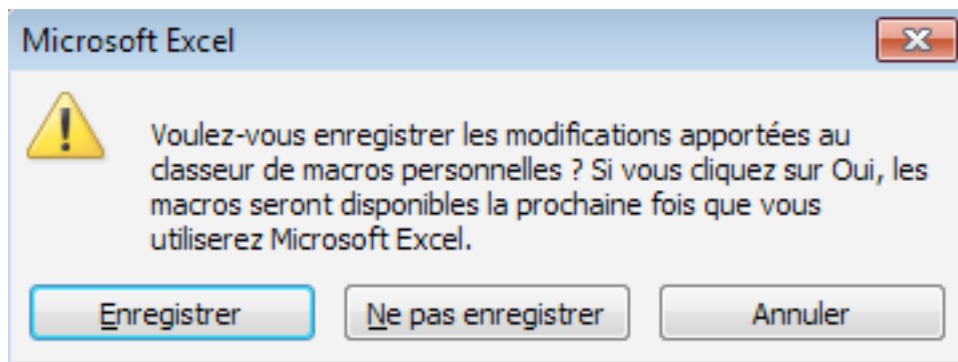 Microsoft Excel
Voulez-vous enregistrer les modifications apportées au
classeur de macros personnelles ? Si vous cliquez sur Oui, les
macros seront disponibles la prochaine fois que vous
utiliserez Microsoft Excel.
Enregistrer Ne pas enregistrer Annuler